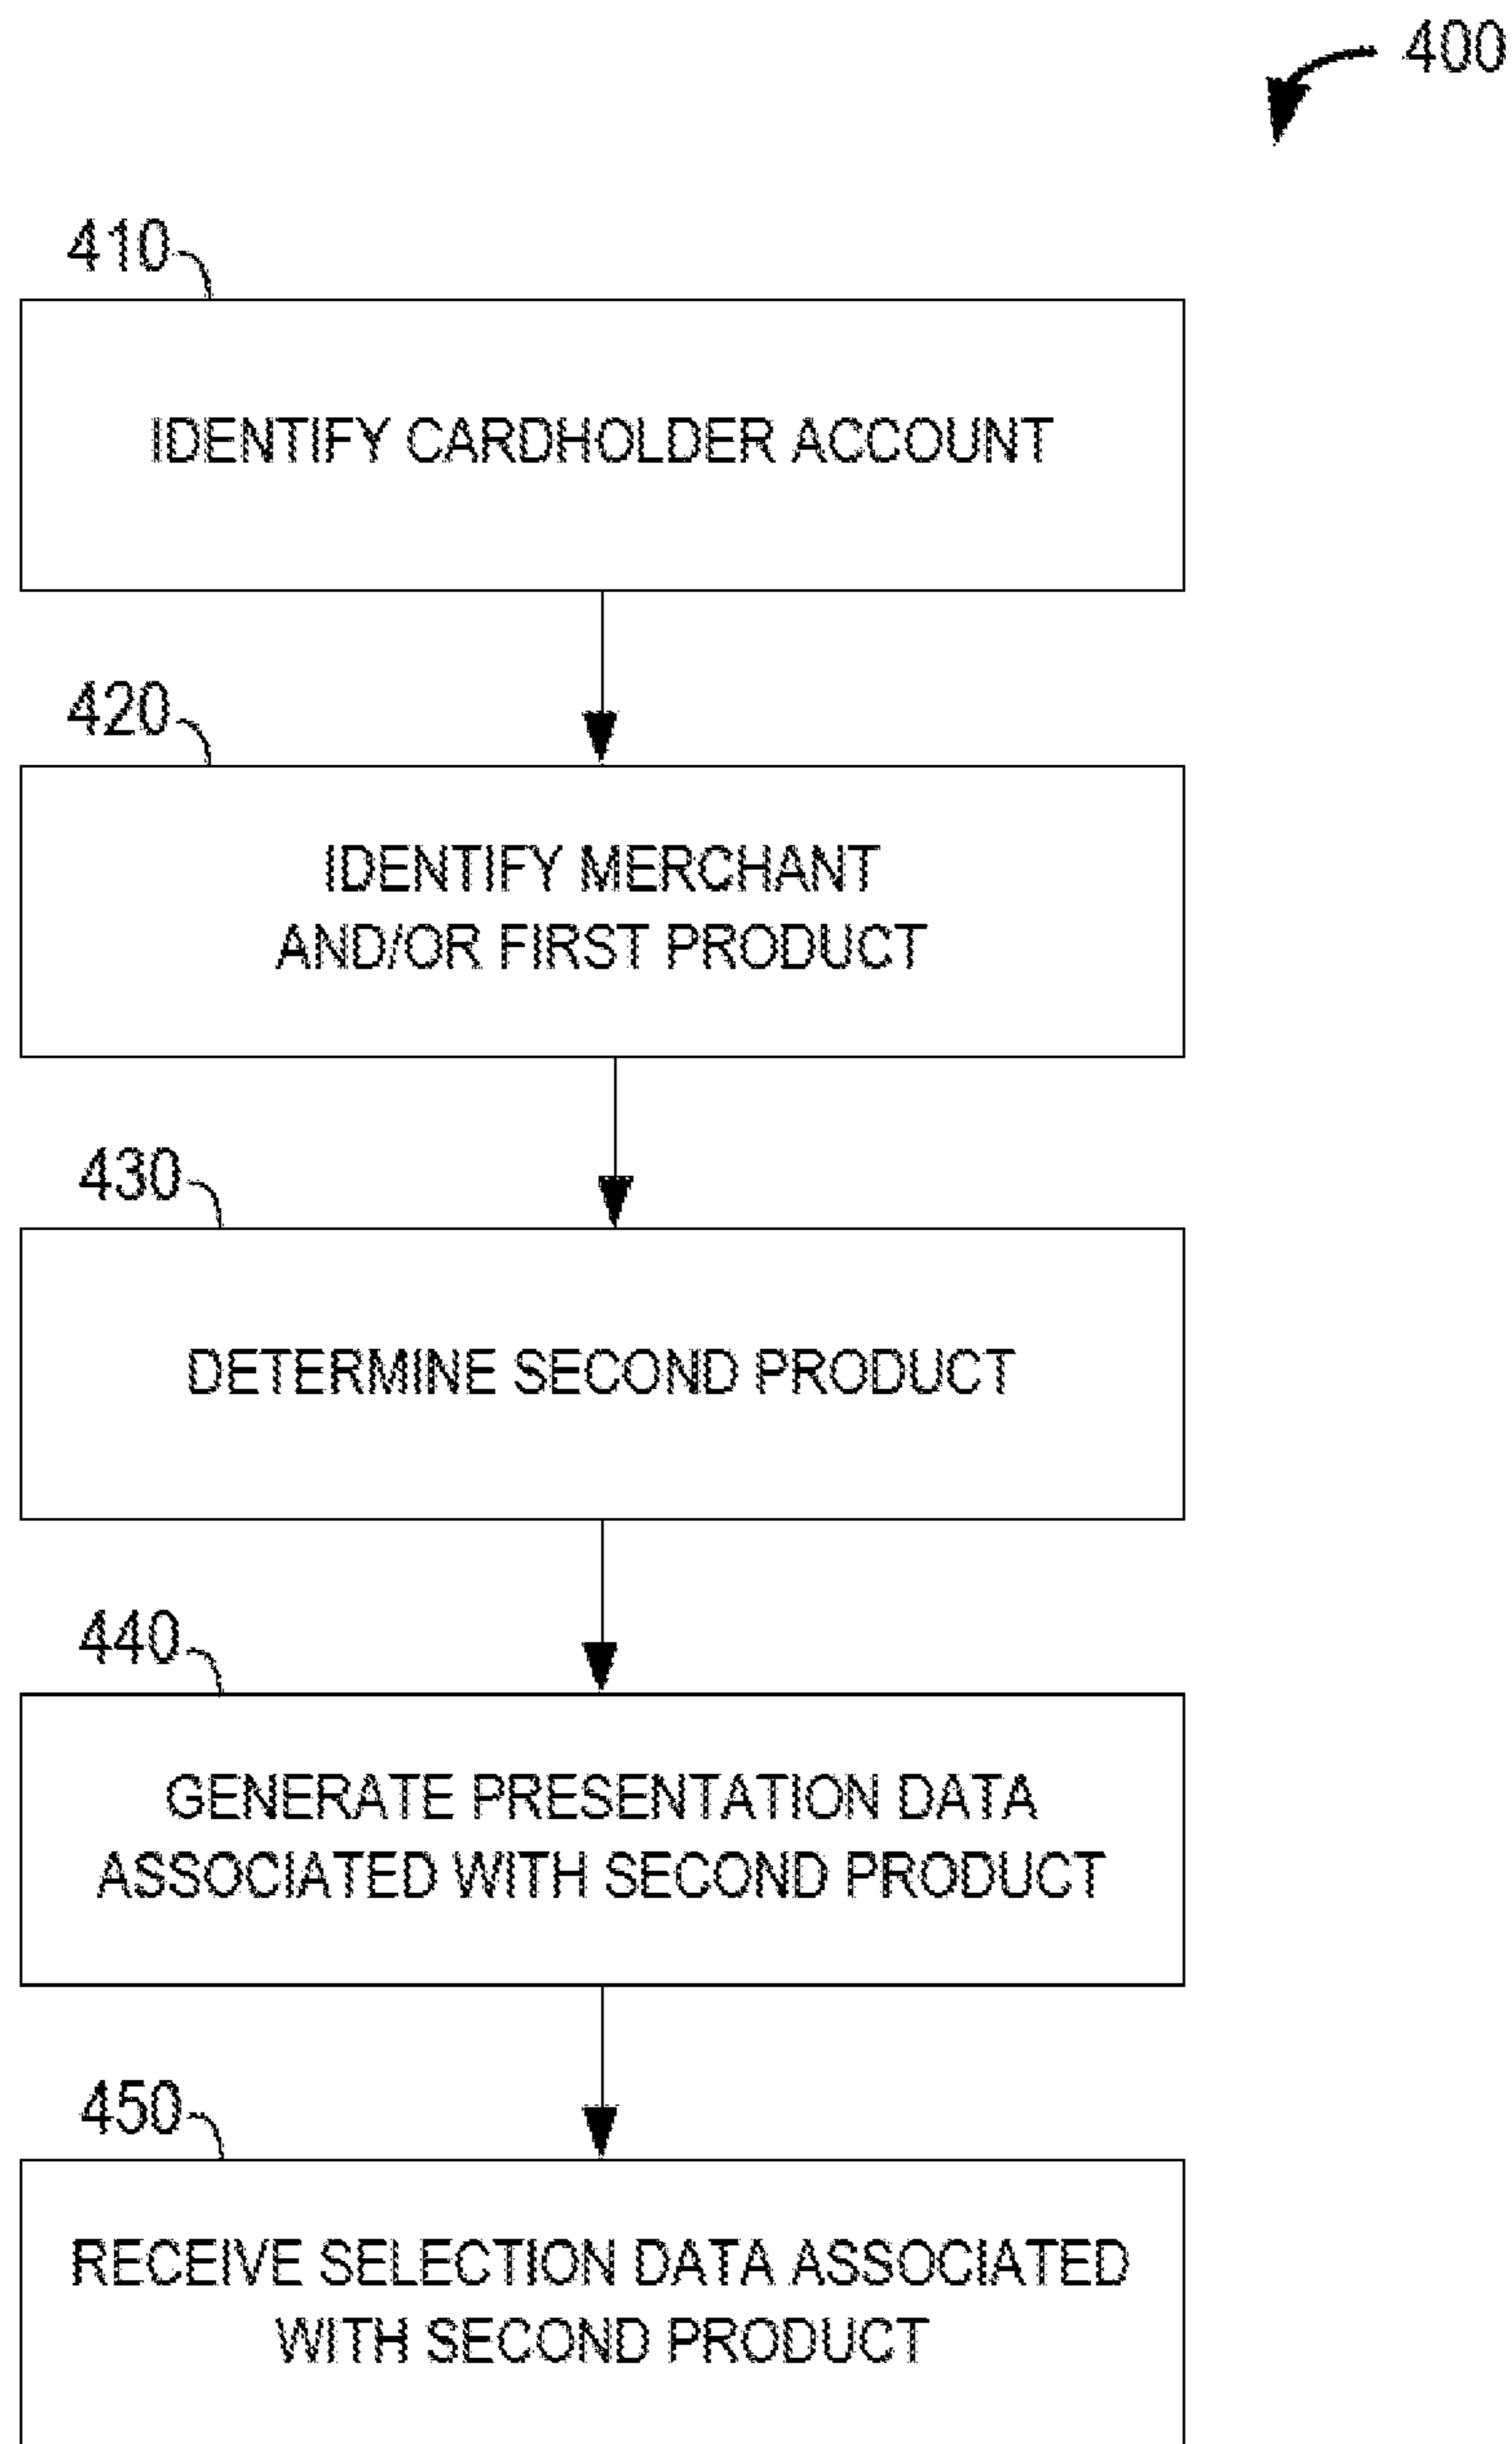 400
410
IDENTIFY CARDHOLDER ACCOUNT
420
IDENTIFY MERCHANT
AND/OR FIRST PRODUCT
430
DETERMINE SECOND PRODUCT
440
GENERATE PRESENTATION DATA
ASSOCIATED WITH SECOND PRODUCT
450
RECEIVE SELECTION DATA ASSOCIATED
WITH SECOND PRODUCT